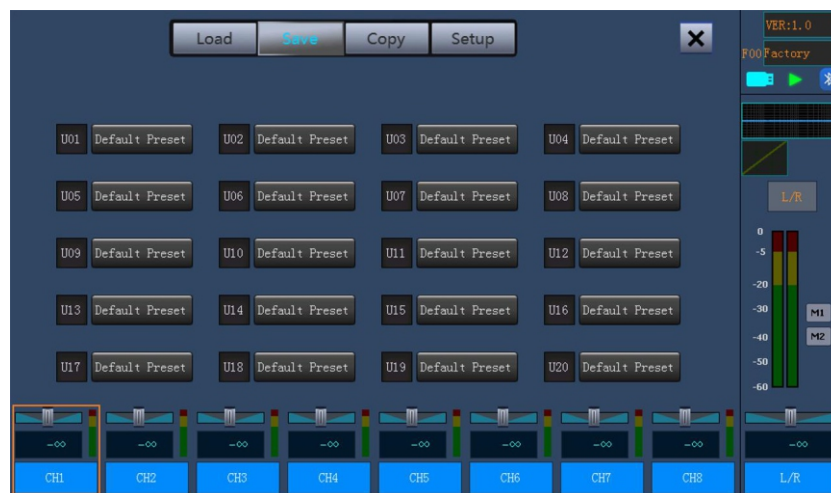 Load Save Copy Setup
VER:1.0
F00 Factory
U01 Default Preset U02 Default Preset U03 Default Preset U04 Default Preset
U05 Default Preset U06 Default Preset U07 Default Preset U08 Default Preset
L/R
U09 Default Preset U10 Default Preset U11 Default Preset U12 Default Preset
U13 Default Preset U14 Default Preset U15 Default Preset U16 Default Preset
U17 Default Preset U18 Default Preset U19 Default Preset U20 Default Preset
0
-5
-20
-30
-40
-50
-60
M1
M2
-∞ -∞ -∞ -∞ -∞ -∞ -∞ -∞ -∞
CH1 CH2 CH3 CH4 CH5 CH6 CH7 CH8 L/R